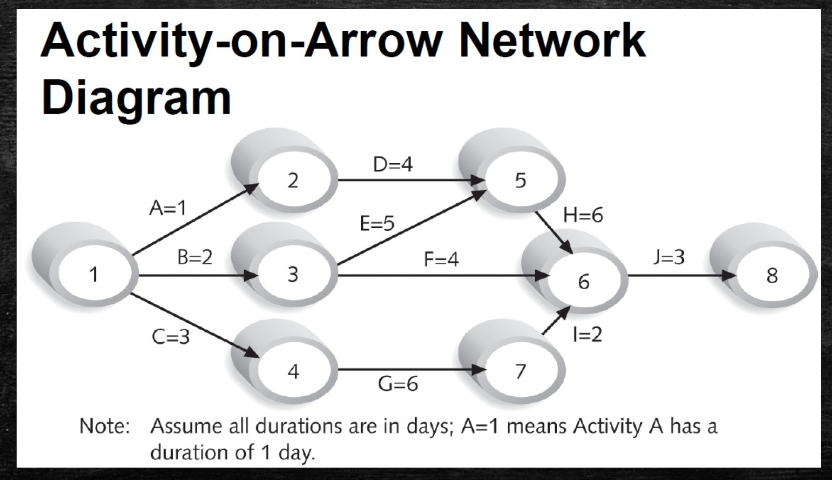 Activity-on-Arrow Network
Diagram
2
D=4
5
A=1
E=5
H=6
1
B=2
3
F=4
6
J=3
8
C=3
I=2
4
G=6
7
Note: Assume all durations are in days; A=1 means Activity A has a
duration of 1 day.